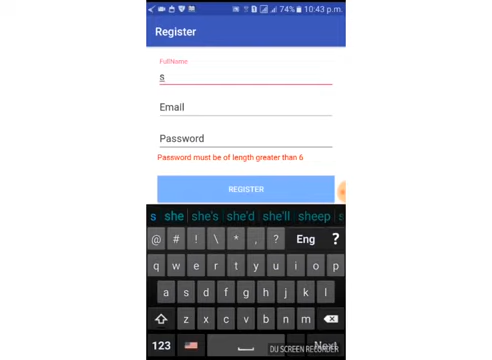 74% 10:43 p.m.
Register
FullName
s
Email
Password
Password must be of length greater than 6
REGISTER
s she she's she'd she'll sheep s
@ # ! \ * , ? Eng ?
q w e r t y u i o p
a s d f g h j k l
z x c v b n m
123 Next
DU SCREEN RECORDER